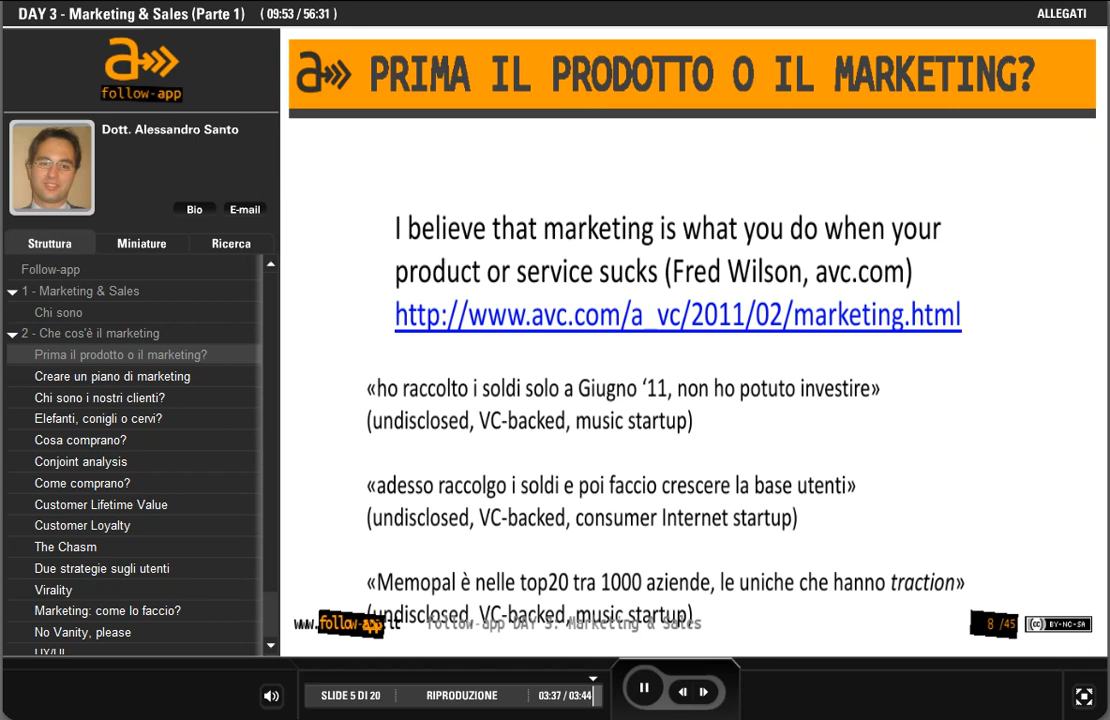 DAY 3 - Marketing & Sales (Parte 1) ( 09:53 / 56:31 )
ALLEGATI
a
follow-app
Dott. Alessandro Santo
Bio E-mail
Struttura Miniature Ricerca
Follow-app
1 - Marketing & Sales
Chi sono
2 - Che cos'è il marketing
Prima il prodotto o il marketing?
Creare un piano di marketing
Chi sono i nostri clienti?
Elefanti, conigli o cervi?
Cosa comprano?
Conjoint analysis
Come comprano?
Customer Lifetime Value
Customer Loyalty
The Chasm
Due strategie sugli utenti
Virality
Marketing: come lo faccio?
No Vanity, please
UX/UI
a PRIMA IL PRODOTTO O IL MARKETING?
I believe that marketing is what you do when your
product or service sucks (Fred Wilson, avc.com)
http://www.avc.com/a_vc/2011/02/marketing.html
«ho raccolto i soldi solo a Giugno ‘11, non ho potuto investire»
(undisclosed, VC-backed, music startup)
«adesso raccolgo i soldi e poi faccio crescere la base utenti»
(undisclosed, VC-backed, consumer Internet startup)
«Memopal è nelle top20 tra 1000 aziende, le uniche che hanno traction»
(undisclosed, VC-backed, music startup)
www.follow-app.it Follow-app DAY 3: Marketing & Sales
8 /45
cc BY-NC-SA
SLIDE 5 DI 20 RIPRODUZIONE 03:37 / 03:44